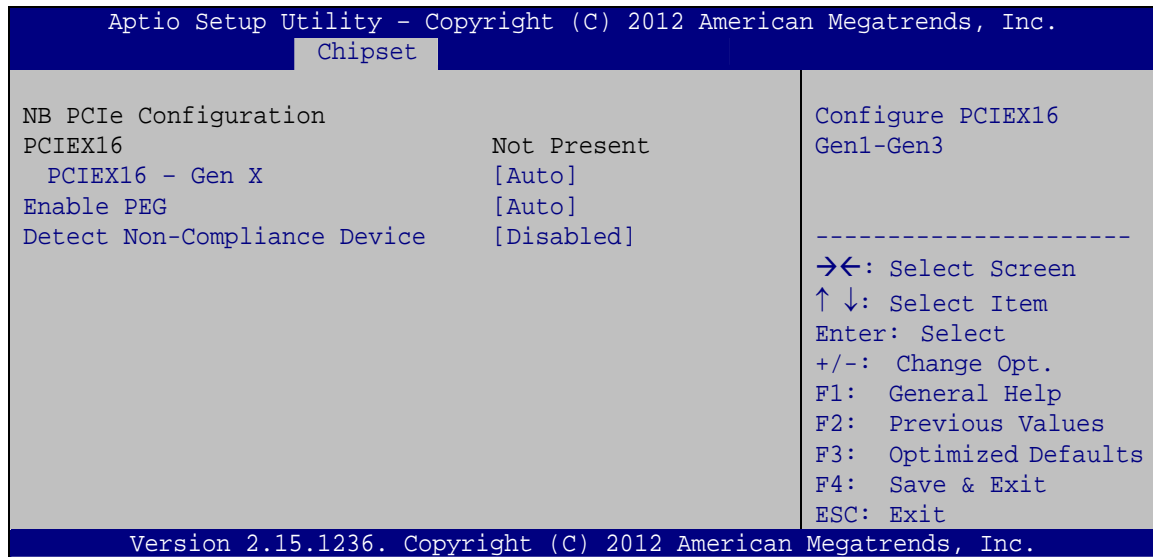 Aptio Setup Utility – Copyright (C) 2012 American Megatrends, Inc.
Chipset
NB PCIe Configuration
PCIEX16 Not Present
PCIEX16 – Gen X [Auto]
Enable PEG [Auto]
Detect Non-Compliance Device [Disabled]
Configure PCIEX16
Gen1-Gen3
----------------------
→←: Select Screen
↑ ↓: Select Item
Enter: Select
+/-: Change Opt.
F1: General Help
F2: Previous Values
F3: Optimized Defaults
F4: Save & Exit
ESC: Exit
Version 2.15.1236. Copyright (C) 2012 American Megatrends, Inc.